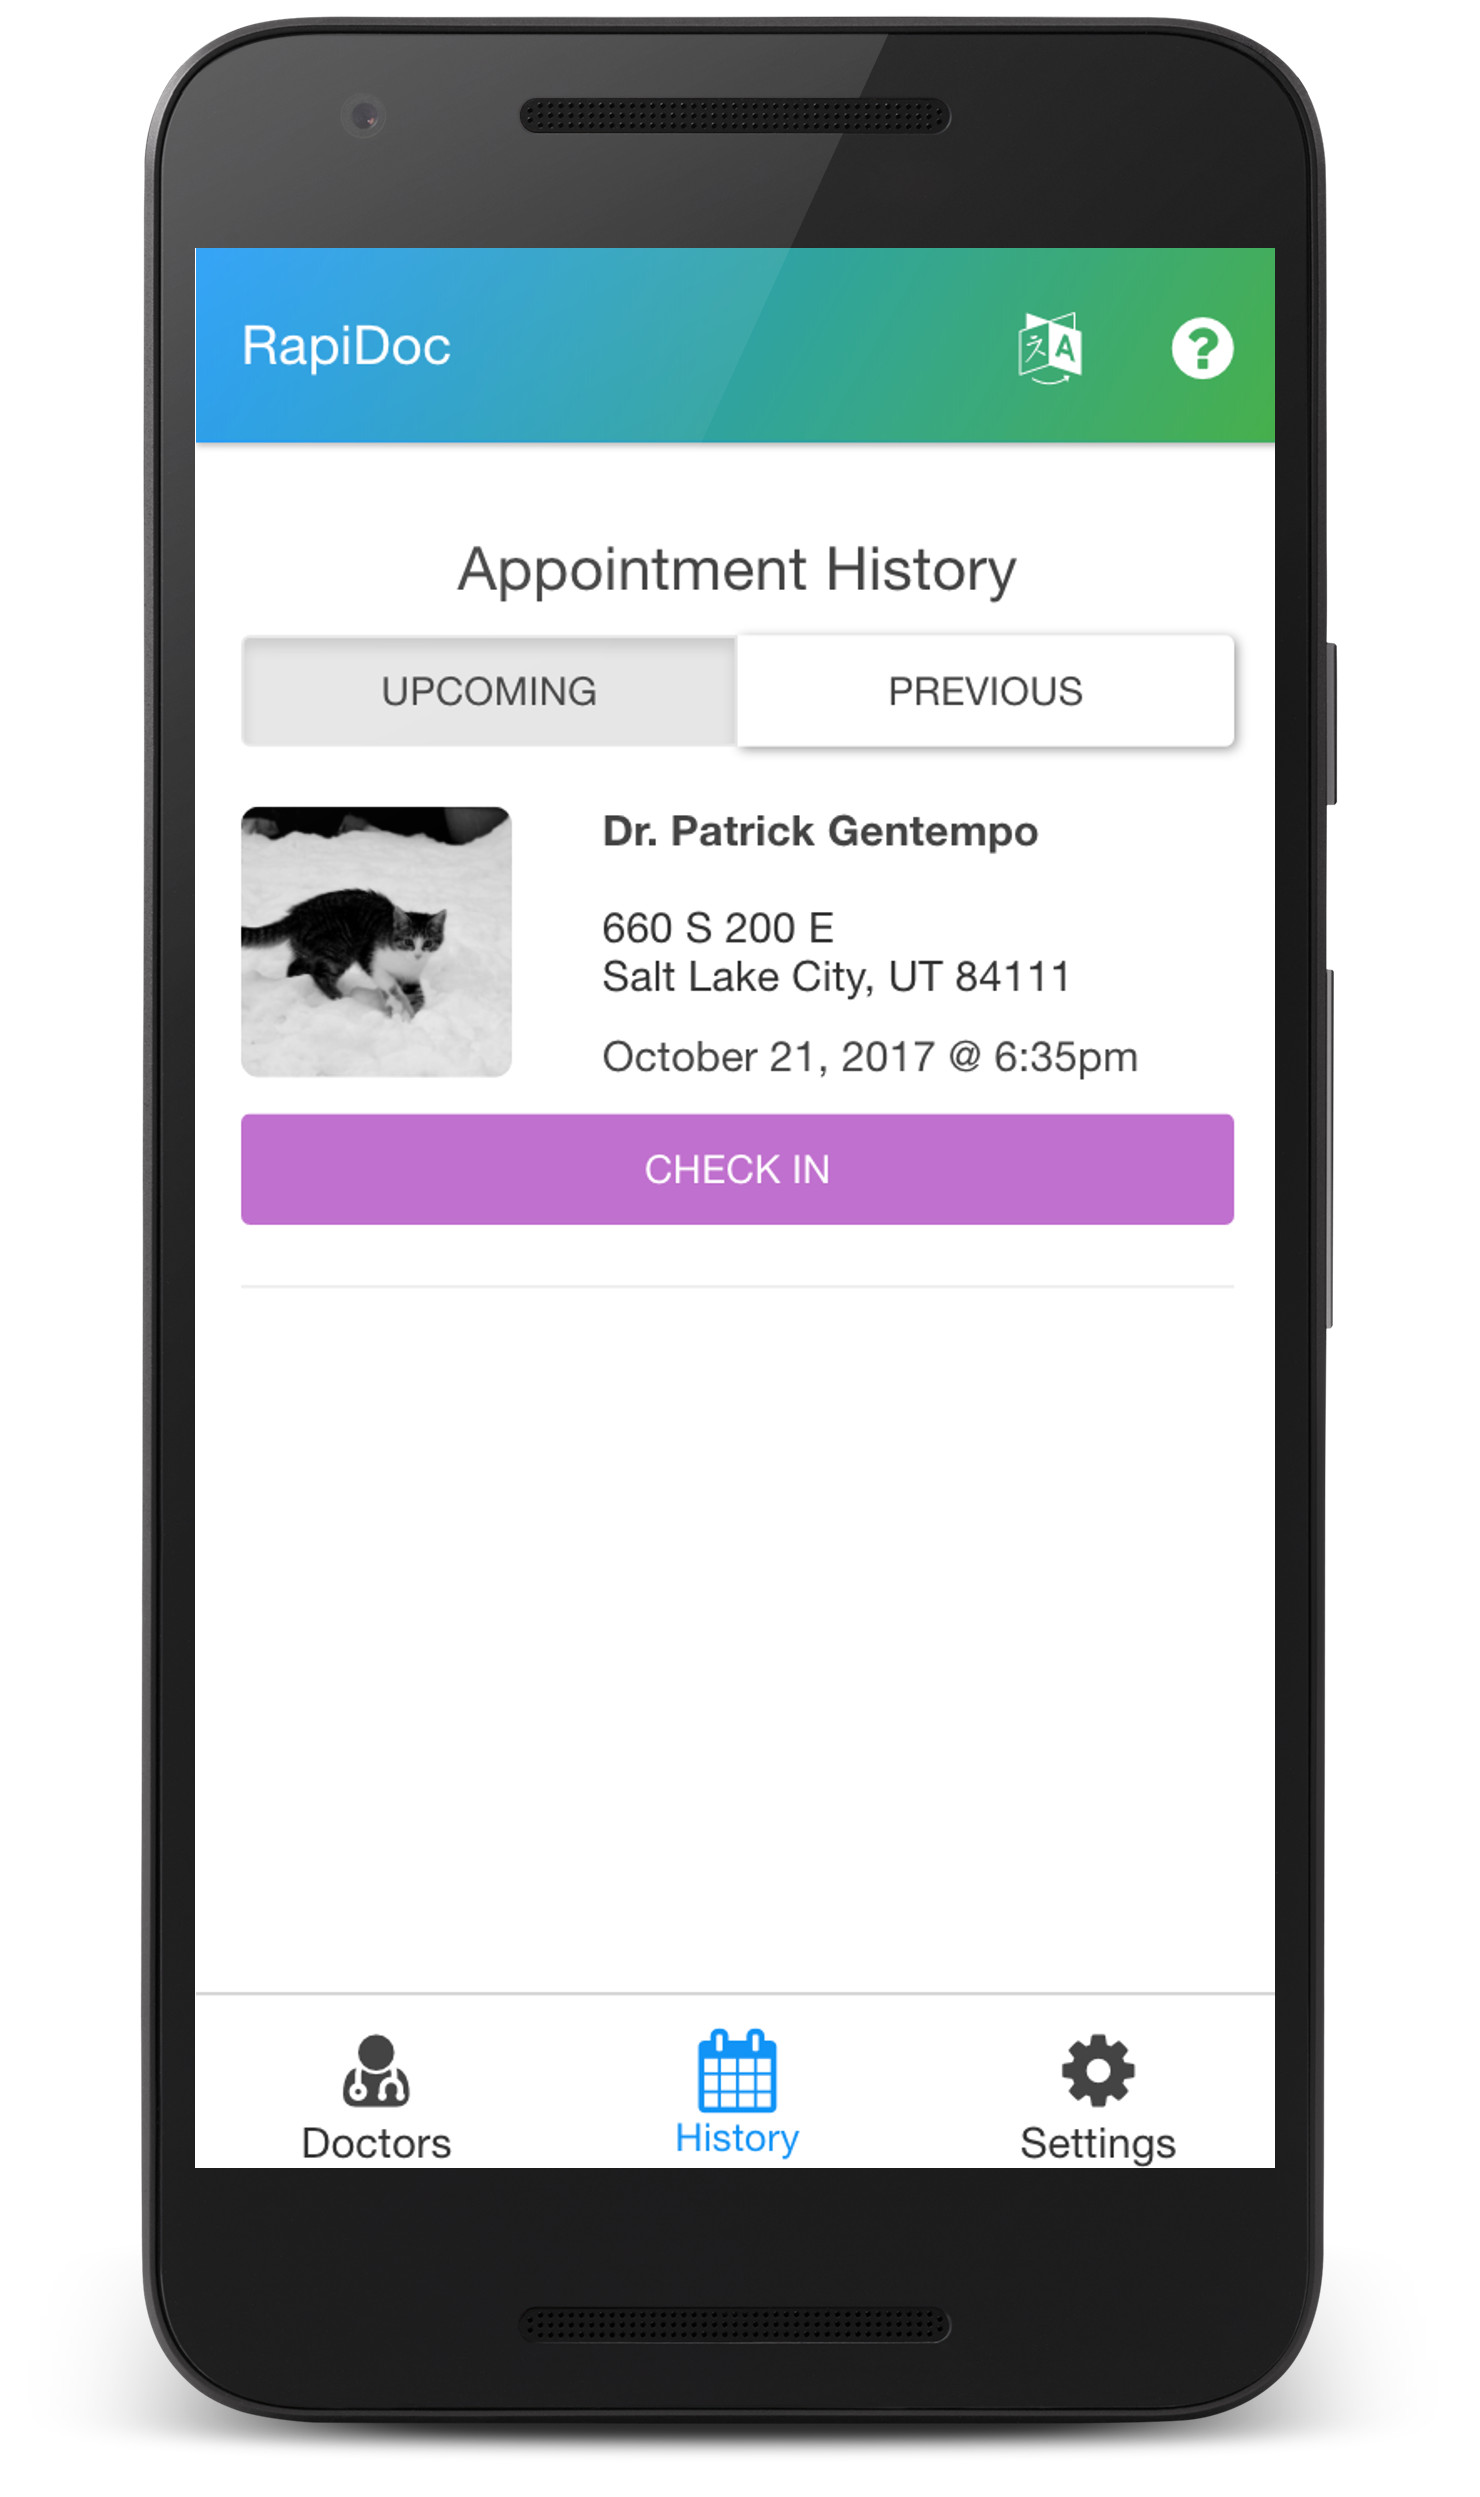 RapiDoc
Appointment History
UPCOMING
PREVIOUS
Dr. Patrick Gentempo
660 S 200 E
Salt Lake City, UT 84111
October 21, 2017 @ 6:35pm
CHECK IN
Doctors
History
Settings